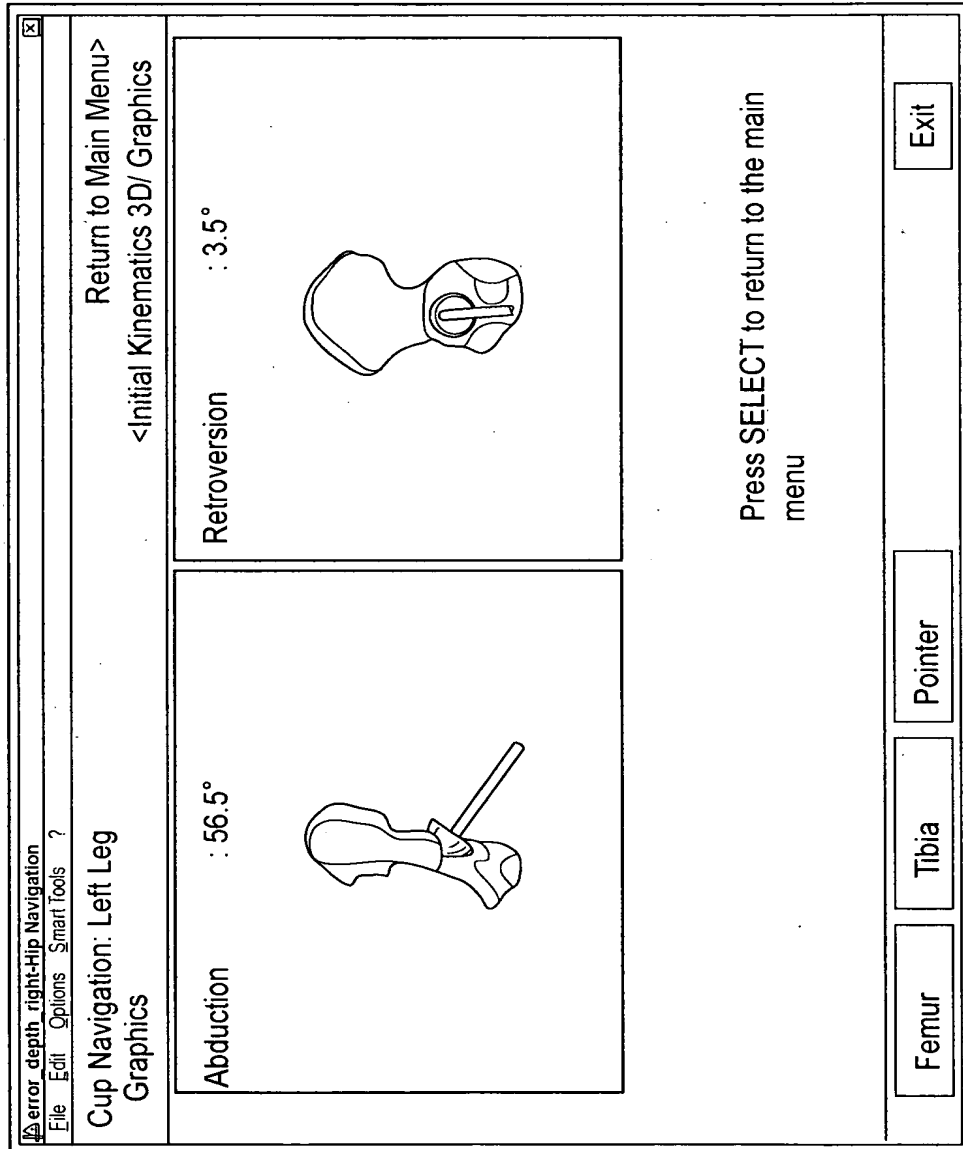 error_depth_right-Hip Navigation
File Edit Options Smart Tools ?
Cup Navigation: Left Leg Return to Main Menu>
Graphics <Initial Kinematics 3D/ Graphics
Abduction : 56.5° Retroversion : 3.5°
Press SELECT to return to the main
menu
Femur Tibia Pointer Exit